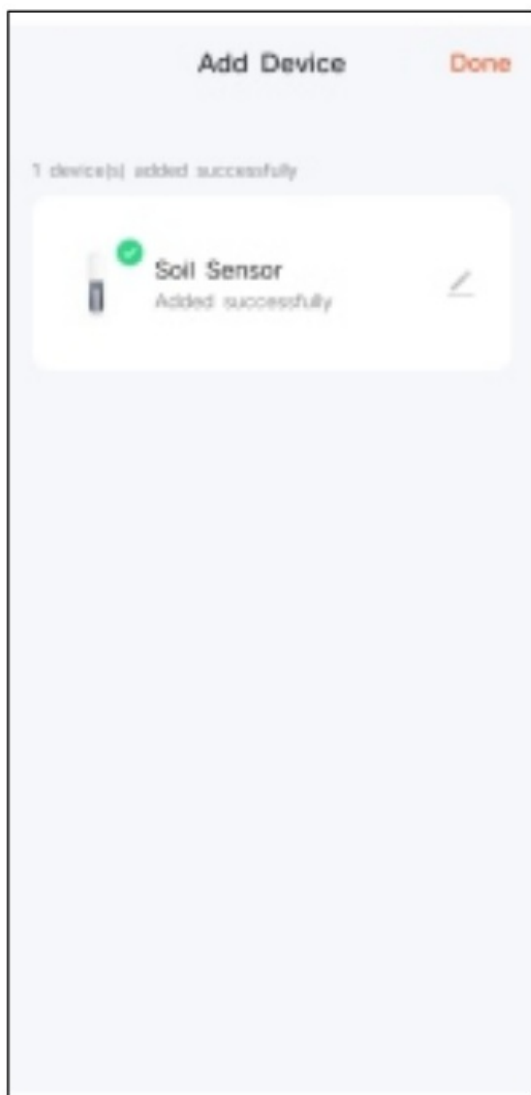 Add Device
Done
1 device(s) added successfully
Soil Sensor
Added successfully